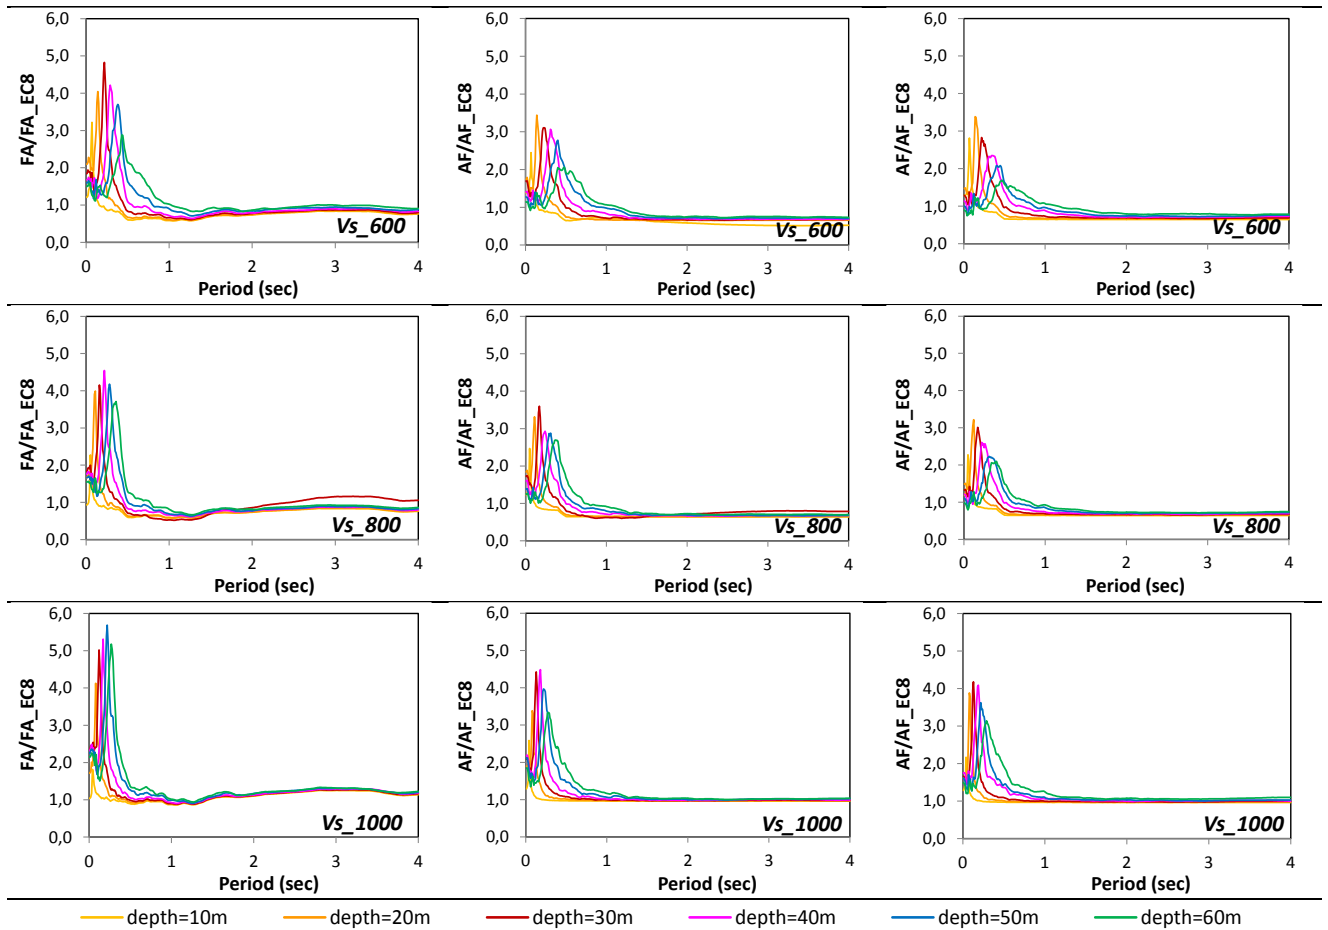 FA/FA_EC8
6,0
5,0
4,0
3,0
2,0
1,0
0,0
0 1 2 3 4
Period (sec)
Vs_600
AF/AF_EC8
6,0
5,0
4,0
3,0
2,0
1,0
0,0
0 1 2 3 4
Period (sec)
Vs_600
AF/AF_EC8
6,0
5,0
4,0
3,0
2,0
1,0
0,0
0 1 2 3 4
Period (sec)
Vs_600
FA/FA_EC8
6,0
5,0
4,0
3,0
2,0
1,0
0,0
0 1 2 3 4
Period (sec)
Vs_800
AF/AF_EC8
6,0
5,0
4,0
3,0
2,0
1,0
0,0
0 1 2 3 4
Period (sec)
Vs_800
AF/AF_EC8
6,0
5,0
4,0
3,0
2,0
1,0
0,0
0 1 2 3 4
Period (sec)
Vs_800
FA/FA_EC8
6,0
5,0
4,0
3,0
2,0
1,0
0,0
0 1 2 3 4
Period (sec)
Vs_1000
AF/AF_EC8
6,0
5,0
4,0
3,0
2,0
1,0
0,0
0 1 2 3 4
Period (sec)
Vs_1000
AF/AF_EC8
6,0
5,0
4,0
3,0
2,0
1,0
0,0
0 1 2 3 4
Period (sec)
Vs_1000
depth=10m depth=20m depth=30m depth=40m depth=50m depth=60m